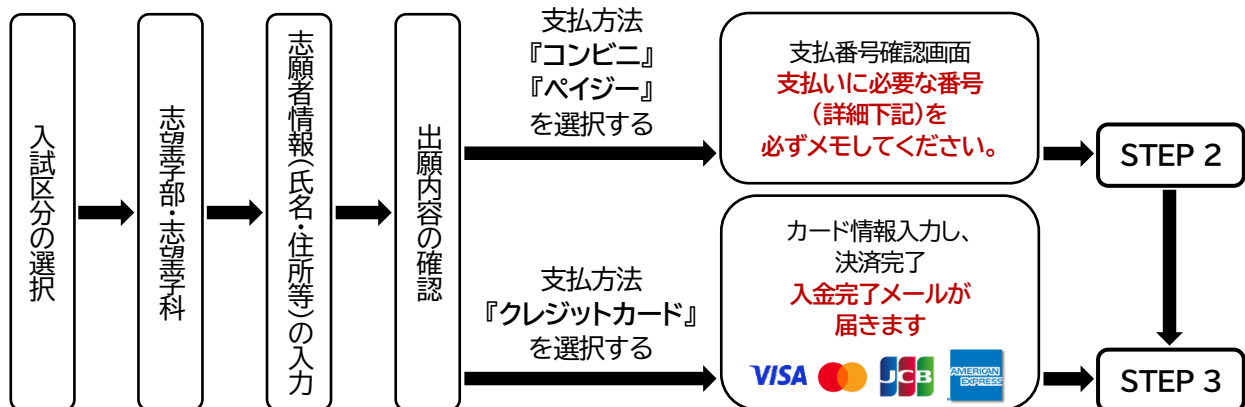 入試区分の選択
志望学部・志望学科
志願者情報(氏名・住所等)の入力
出願内容の確認
支払方法
『コンビニ』
『ペイジー』
を選択する
支払番号確認画面
支払いに必要な番号
(詳細下記)を
必ずメモしてください。
STEP 2
支払方法
『クレジットカード』
を選択する
カード情報入力し、
決済完了
入金完了メールが
届きます
VISA
JCB
AMERICAN
EXPRESS
STEP 3